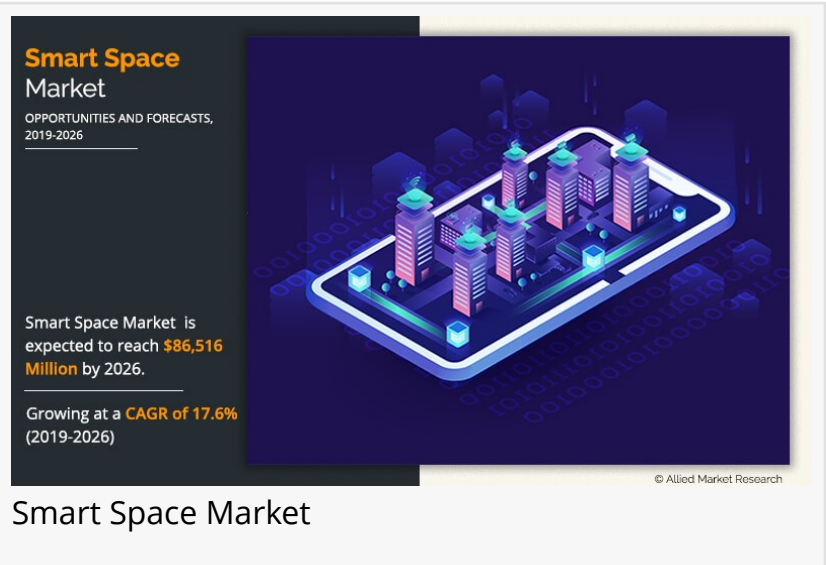 Smart Space
Market
OPPORTUNITIES AND FORECASTS,
2019-2026
Smart Space Market is
expected to reach $86,516
Million by 2026.
Growing at a CAGR of 17.6%
(2019-2026)
© Allied Market Research
Smart Space Market